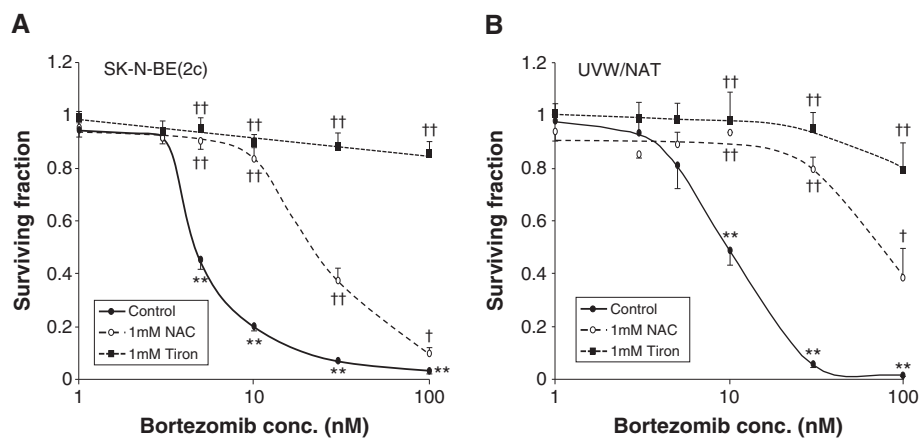 A
SK-N-BE(2c)
1.2
1
0.8
0.6
0.4
0.2
0
Surviving fraction
††
††
††
††
††
††
††
†
**
**
**
**
Control
1mM NAC
1mM Tiron
1
10
100
Bortezomib conc. (nM)
B
UVW/NAT
1.2
1
0.8
0.6
0.4
0.2
0
Surviving fraction
††
††
††
††
††
†
**
**
**
Control
1mM NAC
1mM Tiron
1
10
100
Bortezomib conc. (nM)